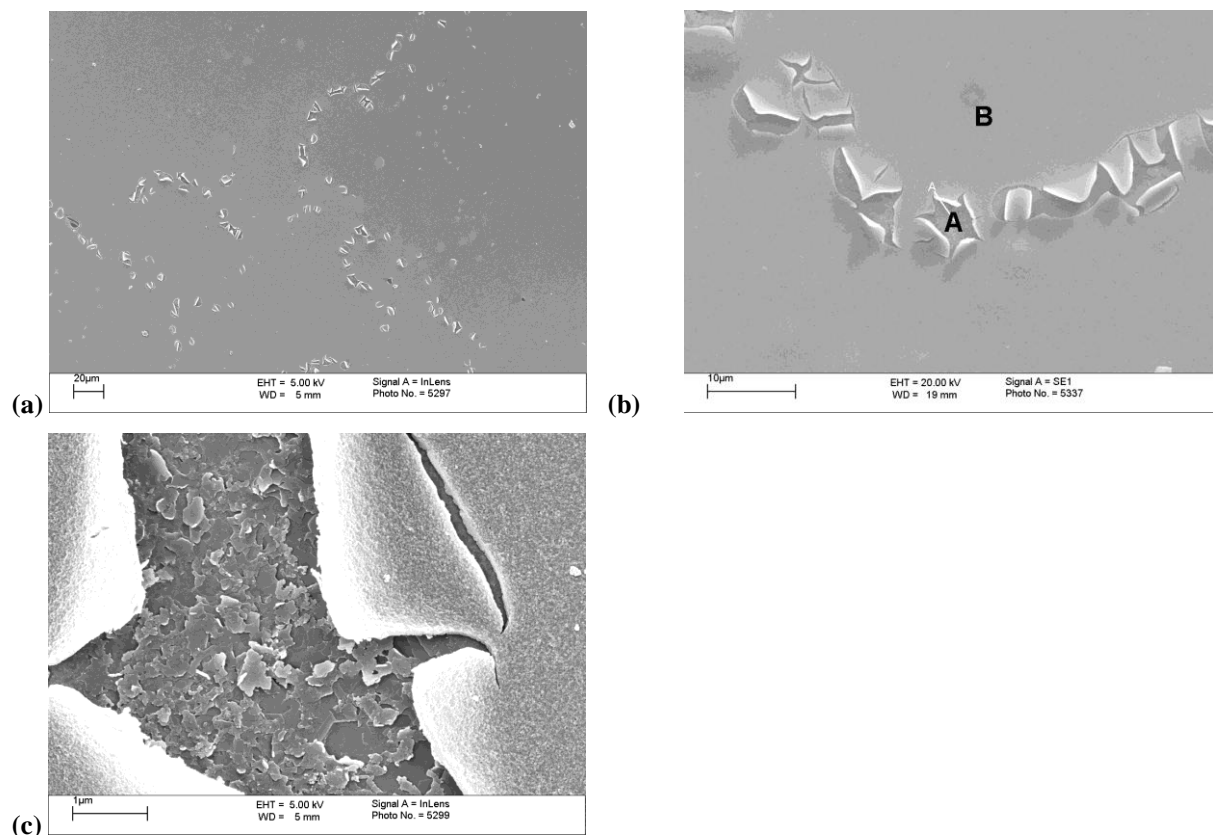 20µm
EHT = 5.00 kV
WD = 5 mm
Signal A = InLens
Photo No. = 5297
(a)
B
A
A
10µm
EHT = 20.00 kV
WD = 19 mm
Signal A = SE1
Photo No. = 5337
(b)
1µm
EHT = 5.00 kV
WD = 5 mm
Signal A = InLens
Photo No. = 5299
(c)